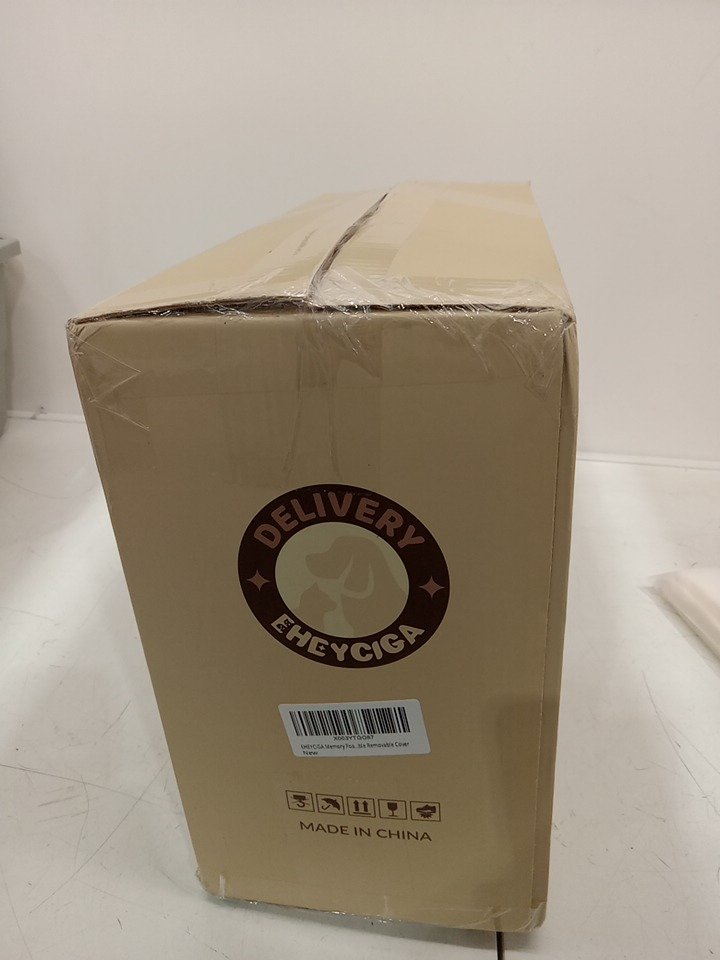 DELIVERY
EHEYCIGA
EHEYCIGA Memory Foa...ble Removable Cover
New
MADE IN CHINA